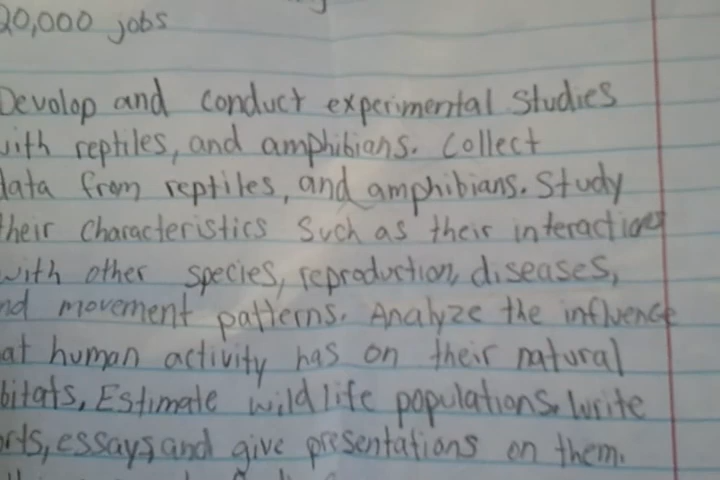 20,000 jobs
Devolop and conduct experimental studies
with reptiles, and amphibians. Collect
data from reptiles, and amphibians. Study
their characteristics such as their interactions
with other species, reproduction, diseases,
nd movement patterns. Analyze the influence
at human activity has on their natural
bitats, Estimate wildlife populations. Write
orts, essays, and give presentations on them.